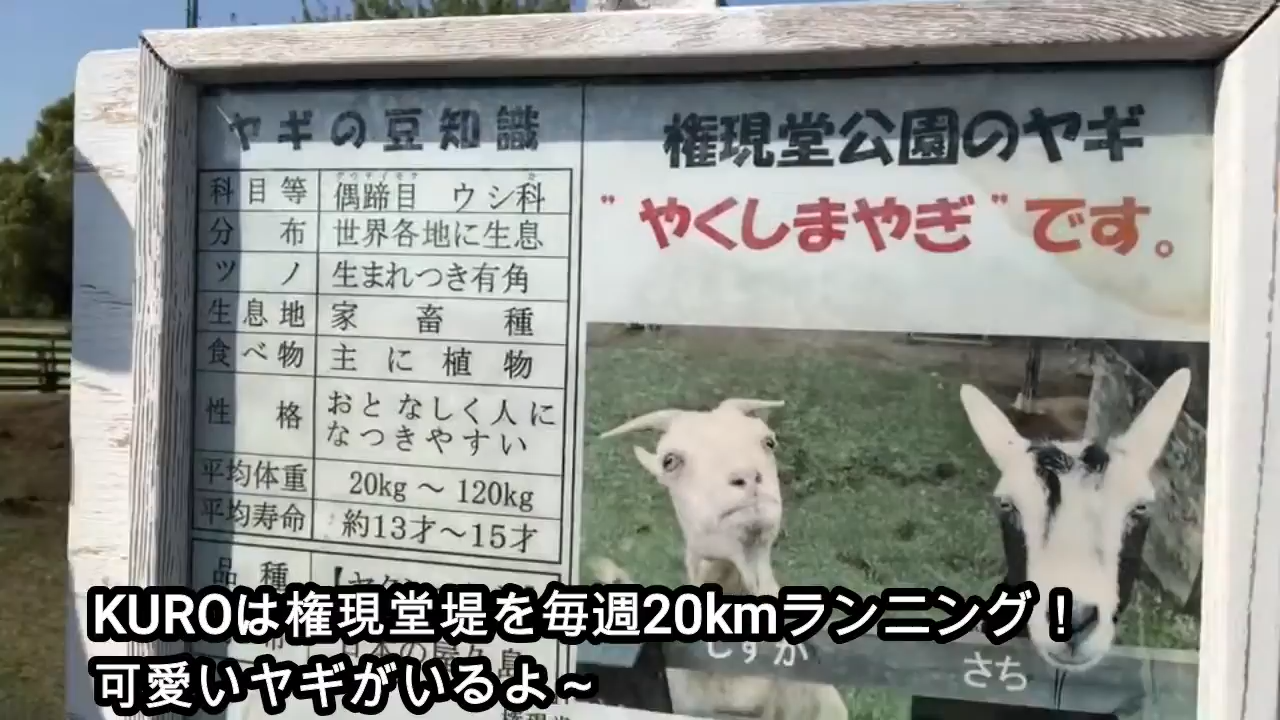 ヤギの豆知識
科目等 偶蹄目 ウシ科
分布 世界各地に生息
ツノ 生まれつき有角
生息地 家畜種
食べ物 主に植物
性格 おとなしく人に
なつきやすい
平均体重 20kg～120kg
平均寿命 約13才～15才
品種
権現堂公園のヤギ
"やくしまやぎ"です。
しずか
さち
KUROは権現堂堤を毎週20kmランニング！
可愛いヤギがいるよ～